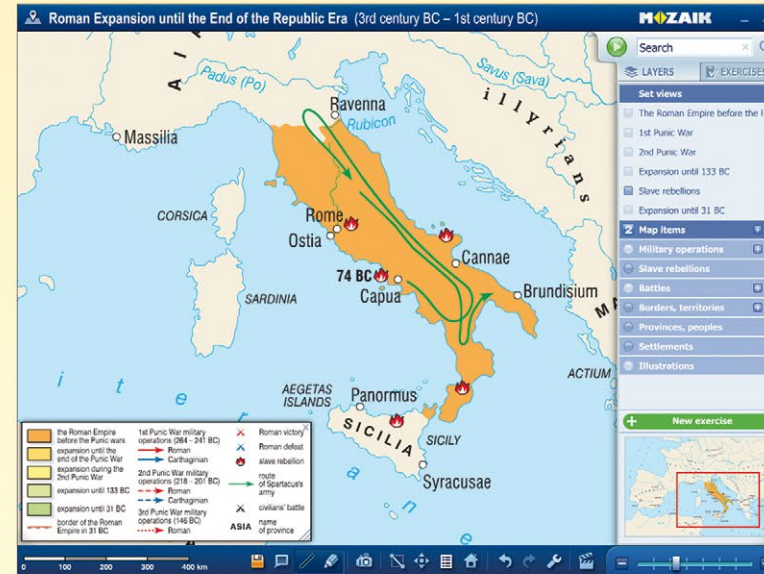 Roman Expansion until the End of the Republic Era (3rd century BC – 1st century BC)
MOZAIK
Search
LAYERS
EXERCISES
Set views
The Roman Empire before the
1st Punic War
2nd Punic War
Expansion until 133 BC
Slave rebellions
Expansion until 31 BC
Map items
Military operations
Slave rebellions
Battles
Borders, territories
Provinces, peoples
Settlements
Illustrations
New exercise
Padus (Po)
Savus (Sava)
Ravenna
Rubicon
illyrians
Massilia
CORSICA
Rome
Ostia
Cannae
74 BC
Capua
Brundisium
SARDINIA
ACTIUM
AEGETAS
ISLANDS
Panormus
SICILIA
SICILY
Syracusae
the Roman Empire
before the Punic wars
expansion until the
end of the Punic War
expansion during the
2nd Punic War
expansion until 133 BC
expansion until 31 BC
border of the Roman
Empire in 31 BC
1st Punic War military
operations (264 – 241 BC)
Roman
Carthaginian
2nd Punic War military
operations (218 – 201 BC)
Roman
Carthaginian
3rd Punic War military
operations (146 BC)
Roman
Roman victory
Roman defeat
slave rebellion
route
of Spartacus's
army
civilians' battle
ASIA
name
of province
0 100 200 300 400 km